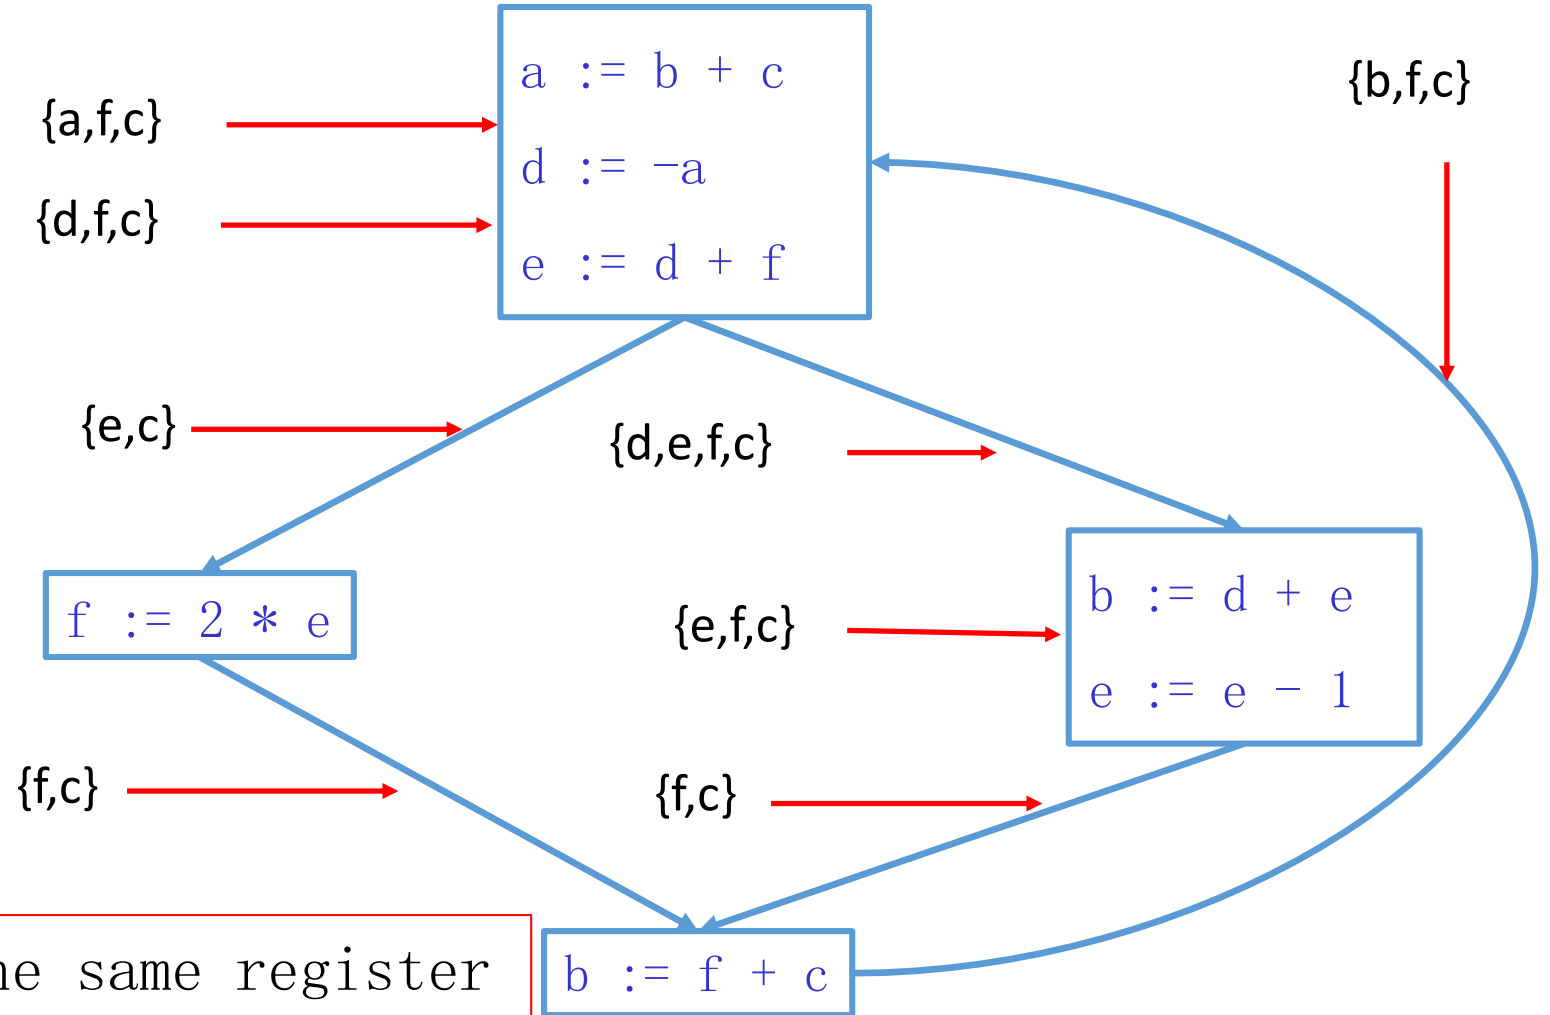 a := b + c
{b,f,c}
{a,f,c}
d := -a
{d,f,c}
e := d + f
{e,c}
{d,e,f,c}
b := d + e
f := 2 * e
{e,f,c}
e := e - 1
{f,c}
{f,c}
same register
b := f + c